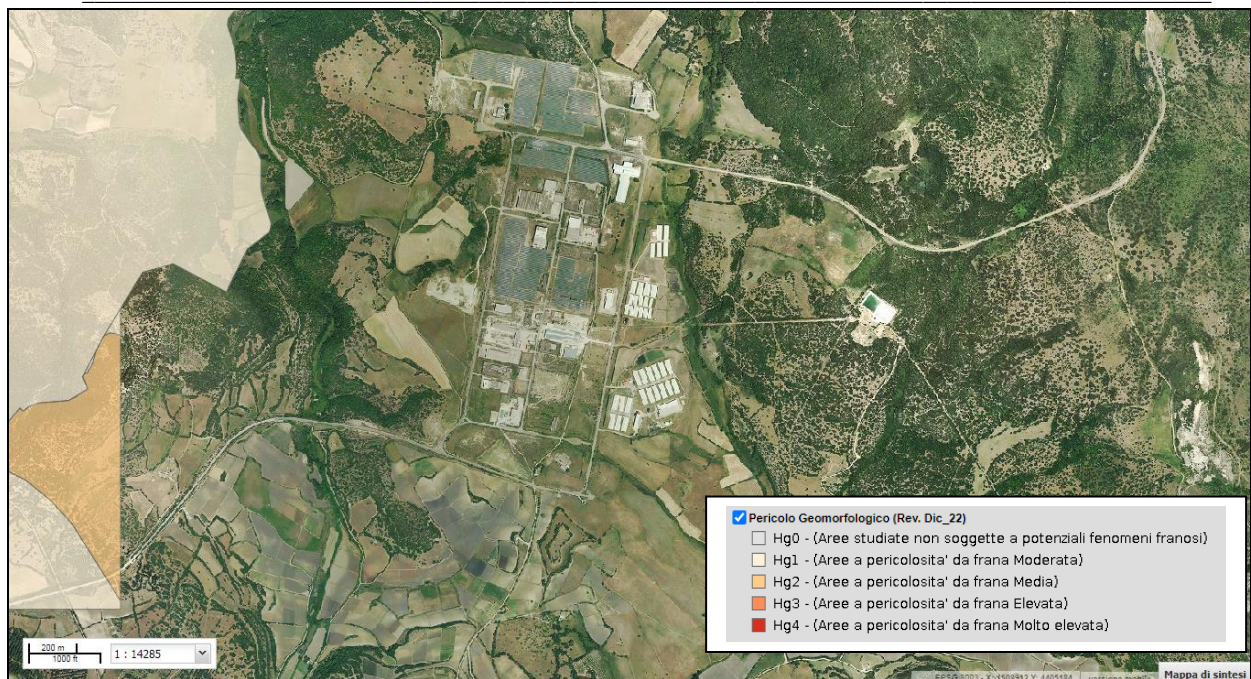 Pericolo Geomorfologico (Rev. Dic_22)
Hg0 - (Aree studiate non soggette a potenziali fenomeni franosi)
Hg1 - (Aree a pericolosita' da frana Moderata)
Hg2 - (Aree a pericolosita' da frana Media)
Hg3 - (Aree a pericolosita' da frana Elevata)
Hg4 - (Aree a pericolosita' da frana Molto elevata)
200 m
1000 ft
1 : 14285
Mappa di sintesi